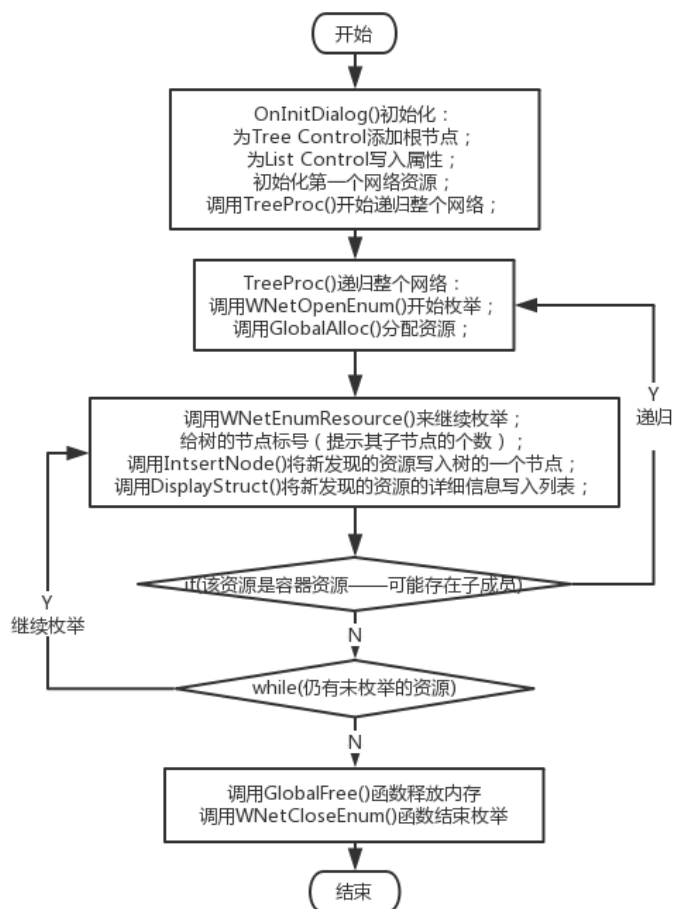 开始
OnInitDialog()初始化：
为Tree Control添加根节点；
为List Control写入属性；
初始化第一个网络资源；
调用TreeProc()开始递归整个网络；
TreeProc()递归整个网络：
调用WNetOpenEnum()开始枚举；
调用GlobalAlloc()分配资源；
Y
递归
调用WNetEnumResource()来继续枚举；
给树的节点标号（提示其子节点的个数）；
调用IntsertNode()将新发现的资源写入树的一个节点；
调用DisplayStruct()将新发现的资源的详细信息写入列表；
if(该资源是容器资源——可能存在子成员)
Y
继续枚举
N
while(仍有未枚举的资源)
N
调用GlobalFree()函数释放内存
调用WNetCloseEnum()函数结束枚举
结束